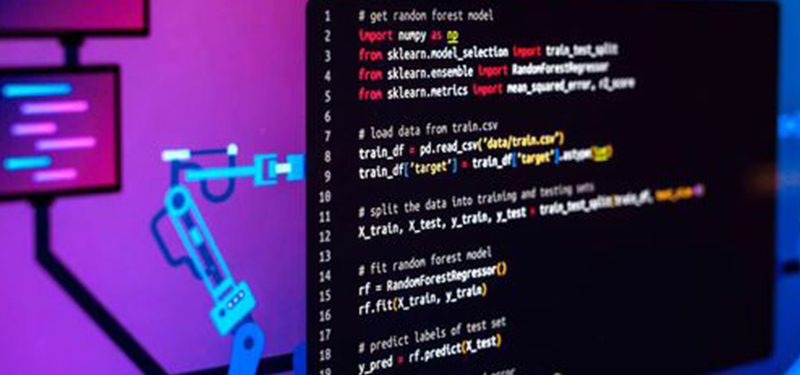 1 # get random forest model
2 import numpy as np
3 from sklearn.model_selection import train_test_split
4 from sklearn.ensemble import RandomForestRegressor
5 from sklearn.metrics import mean_squared_error, r2_score
6
7 # load data from train.csv
8 train_df = pd.read_csv("data/train.csv")
9 train_df["target"] = train_df["target"].astype(int)
10
11 # split the data into training and testing sets
12 X_train, X_test, y_train, y_test = train_test_split(train_df,
13
14 # fit random forest model
15 rf = RandomForestRegressor()
16 rf.fit(X_train, y_train)
17
18 # predict labels of test set
19 y_pred = rf.predict(X_test)
error